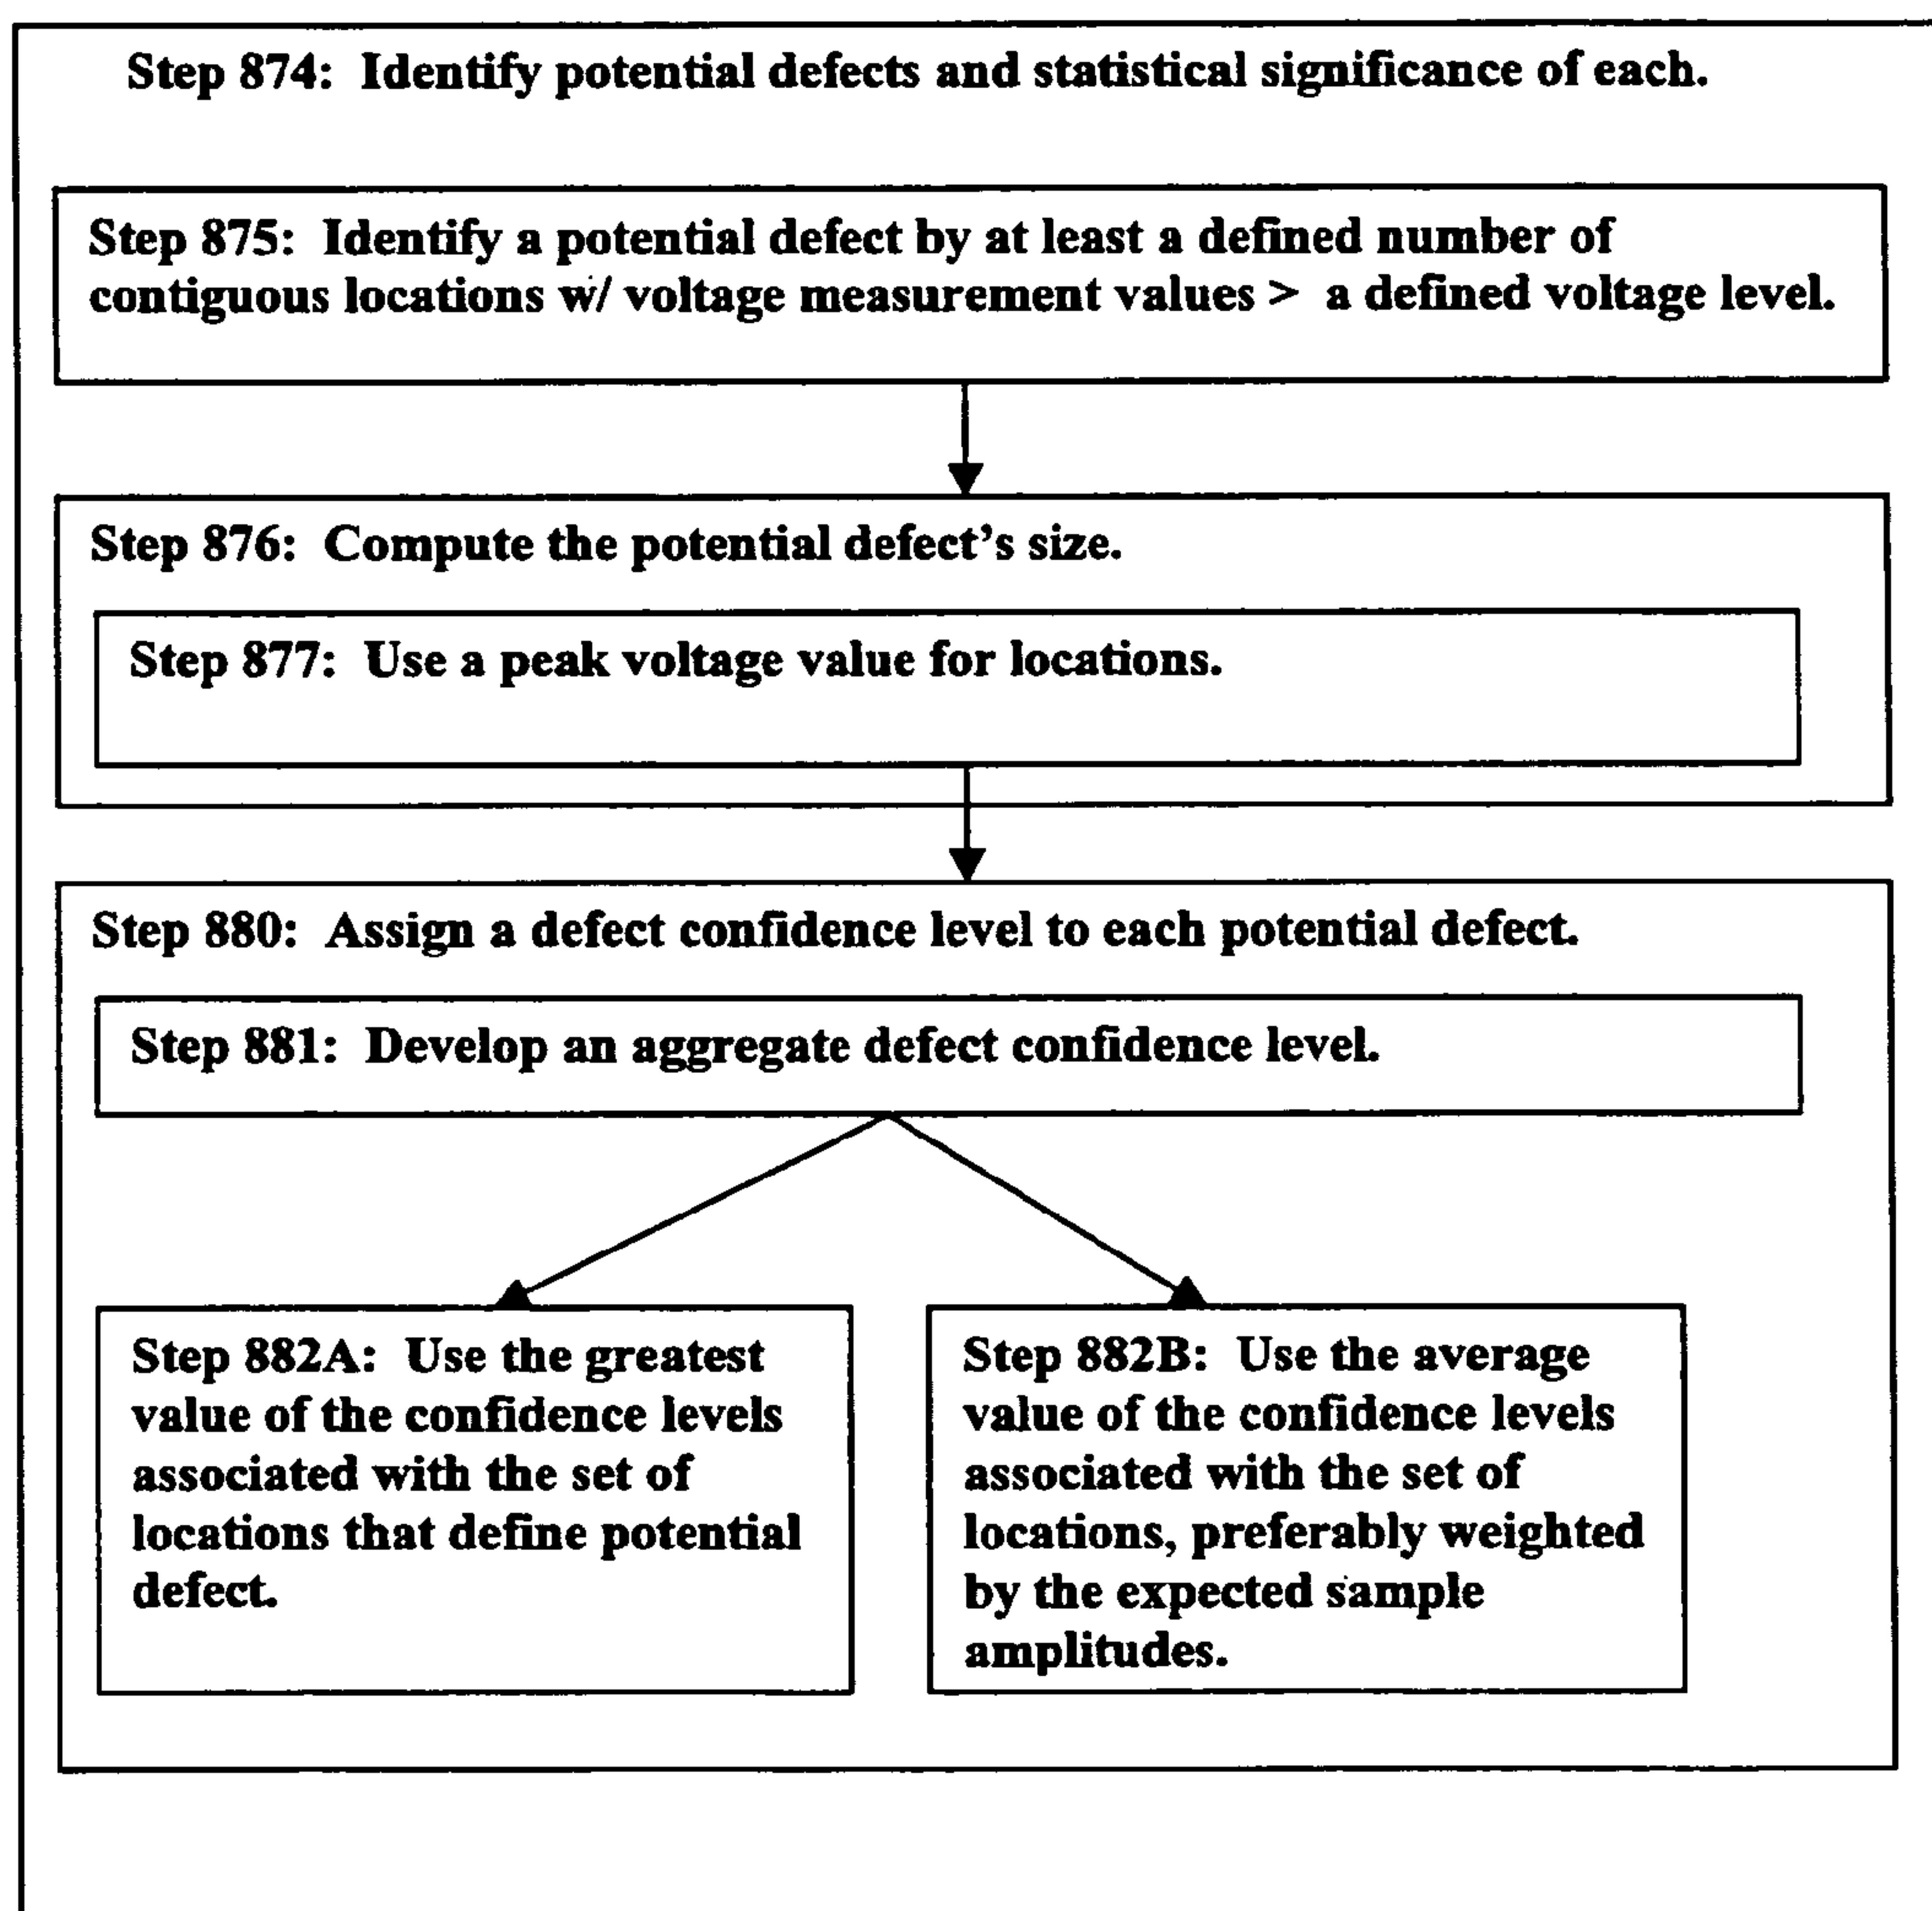 Step 874: Identify potential defects and statistical significance of each.
Step 875: Identify a potential defect by at least a defined number of
contiguous locations w/ voltage measurement values > a defined voltage level.
Step 876: Compute the potential defect’s size.
Step 877: Use a peak voltage value for locations.
Step 880: Assign a defect confidence level to each potential defect.
Step 881: Develop an aggregate defect confidence level.
Step 882A: Use the greatest
value of the confidence levels
associated with the set of
locations that define potential
defect.
Step 882B: Use the average
value of the confidence levels
associated with the set of
locations, preferably weighted
by the expected sample
amplitudes.